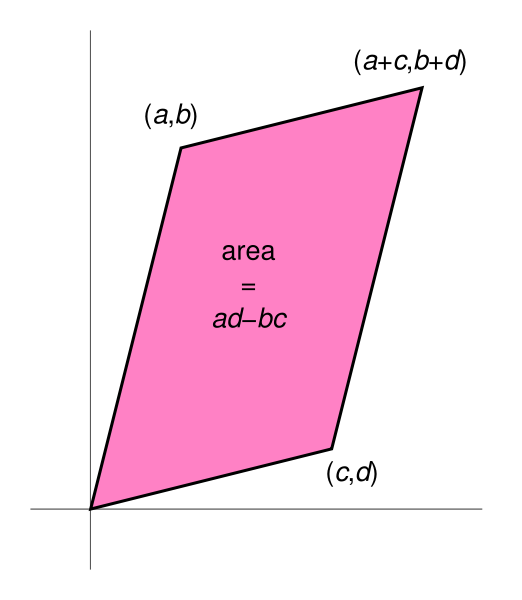 (a+c,b+d)
(a,b)
area
=
ad−bc
(c,d)